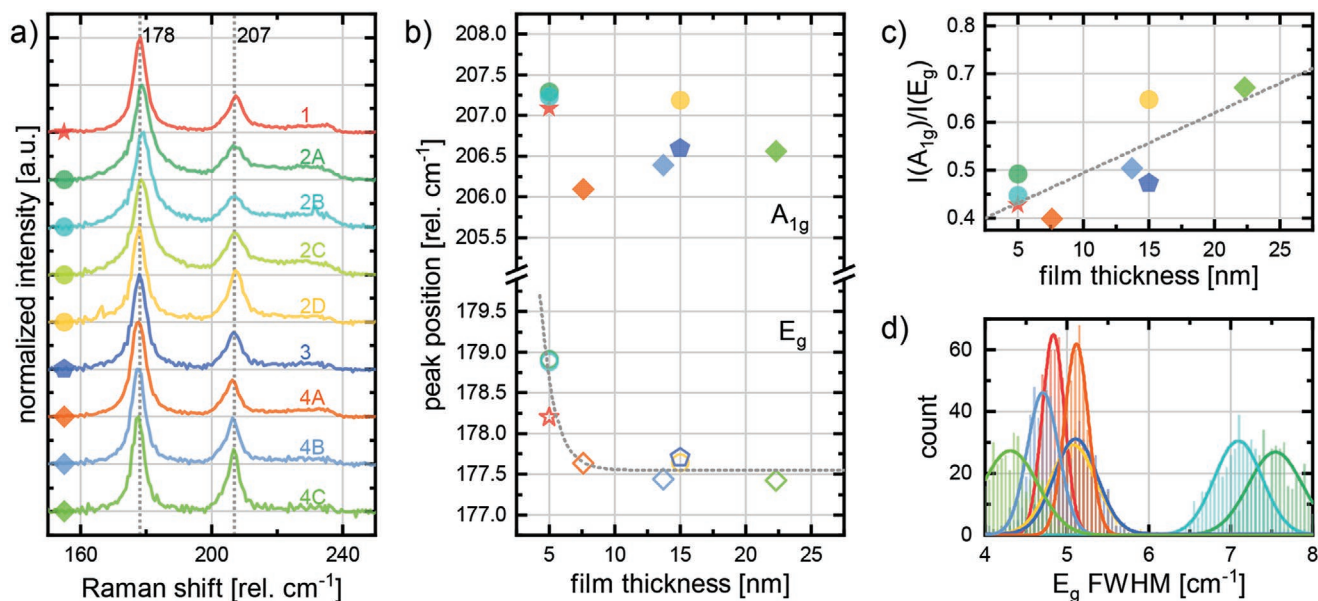 a)
178
207
1
2A
2B
2C
2D
3
4A
4B
4C
normalized intensity [a.u.]
160
200
240
Raman shift [rel. cm⁻¹]
b)
208.0
207.5
207.0
206.5
206.0
205.5
179.5
179.0
178.5
178.0
177.5
177.0
A₁g
Eg
peak position [rel. cm⁻¹]
5
10
15
20
25
film thickness [nm]
c)
0.8
0.7
0.6
0.5
0.4
I(A₁g)/I(Eg)
5
10
15
20
25
film thickness [nm]
d)
60
40
20
0
count
4
5
6
7
8
Eg FWHM [cm⁻¹]